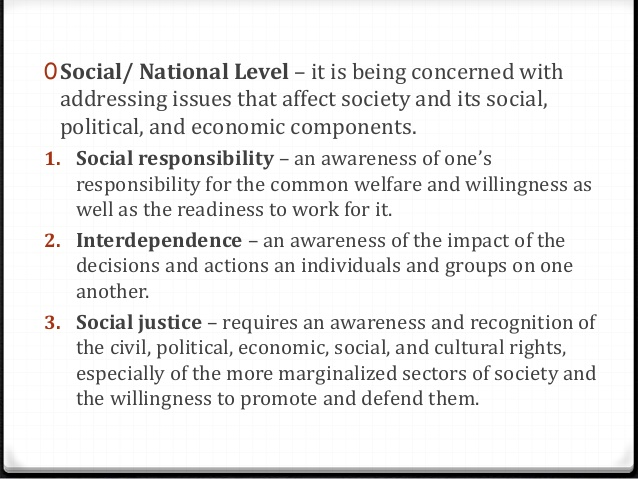 0 Social/ National Level – it is being concerned with
addressing issues that affect society and its social,
political, and economic components.
1. Social responsibility – an awareness of one’s
responsibility for the common welfare and willingness as
well as the readiness to work for it.
2. Interdependence – an awareness of the impact of the
decisions and actions an individuals and groups on one
another.
3. Social justice – requires an awareness and recognition of
the civil, political, economic, social, and cultural rights,
especially of the more marginalized sectors of society and
the willingness to promote and defend them.